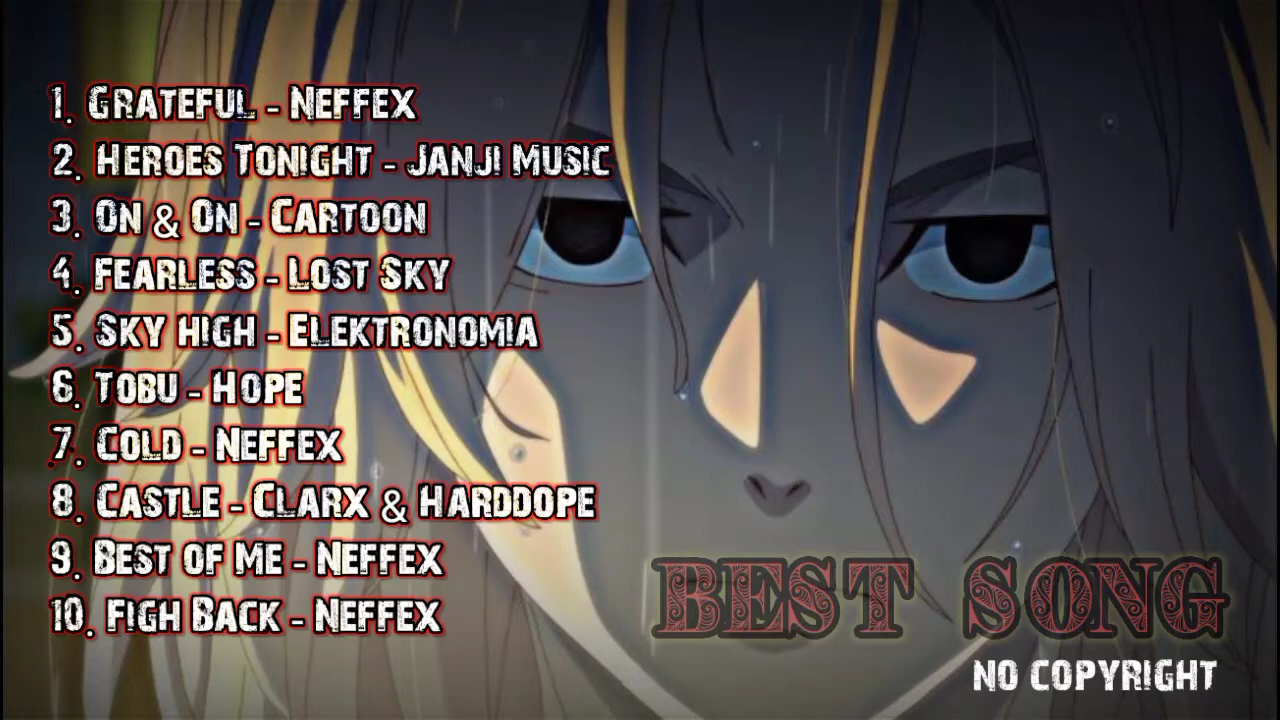 1. Grateful - Neffex
2. Heroes Tonight - Janji Music
3. On & On - Cartoon
4. Fearless - Lost Sky
5. Sky high - Elektronomia
6. Tobu - Hope
7. Cold - Neffex
8. Castle - Clarx & Harddope
9. Best of me - Neffex
10. Figh Back - Neffex
BEST SONG
NO COPYRIGHT